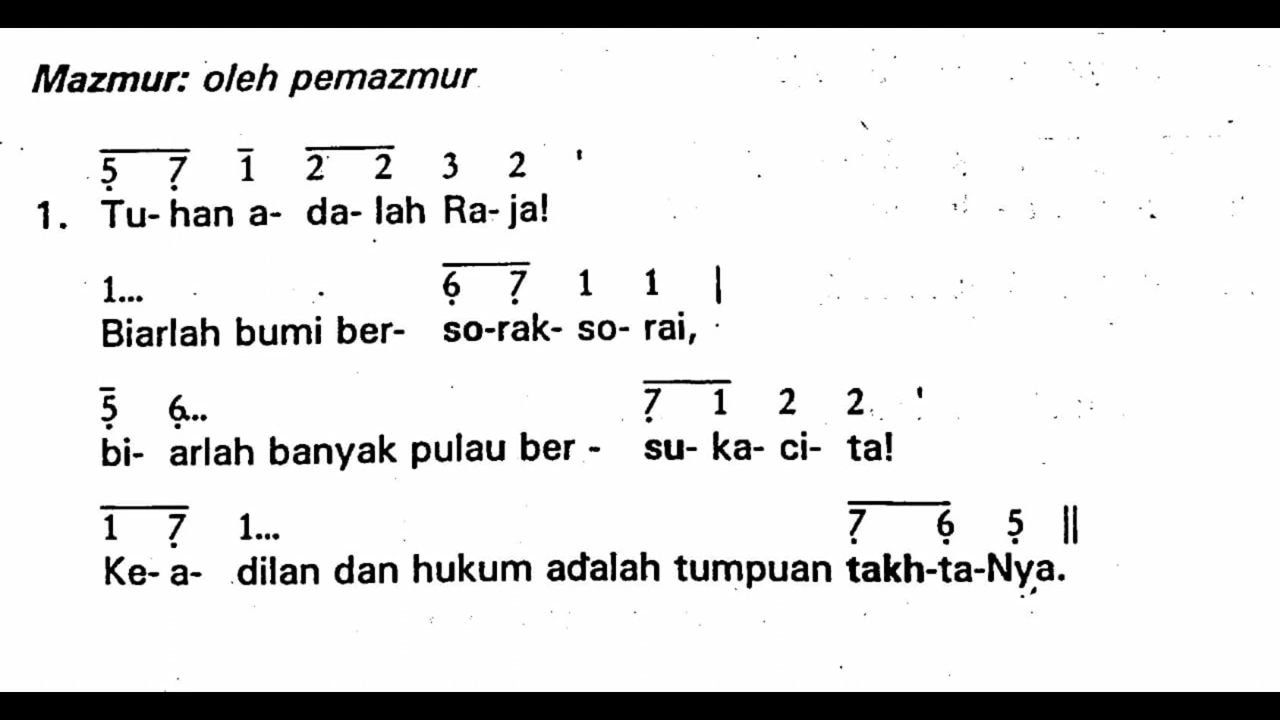 Mazmur: oleh pemazmur
5̣ 7̣ 1 2 2 3 2 '
1. Tu- han a- da- lah Ra- ja!
1... 6̣ 7̣ 1 1 |
Biarlah bumi ber- so-rak- so- rai,
5̣ 6̣... 7̣ 1 2 2 '
bi- arlah banyak pulau ber - su- ka- ci- ta!
1 7̣ 1... 7̣ 6̣ 5̣ ||
Ke- a- dilan dan hukum adalah tumpuan takh-ta-Nya.